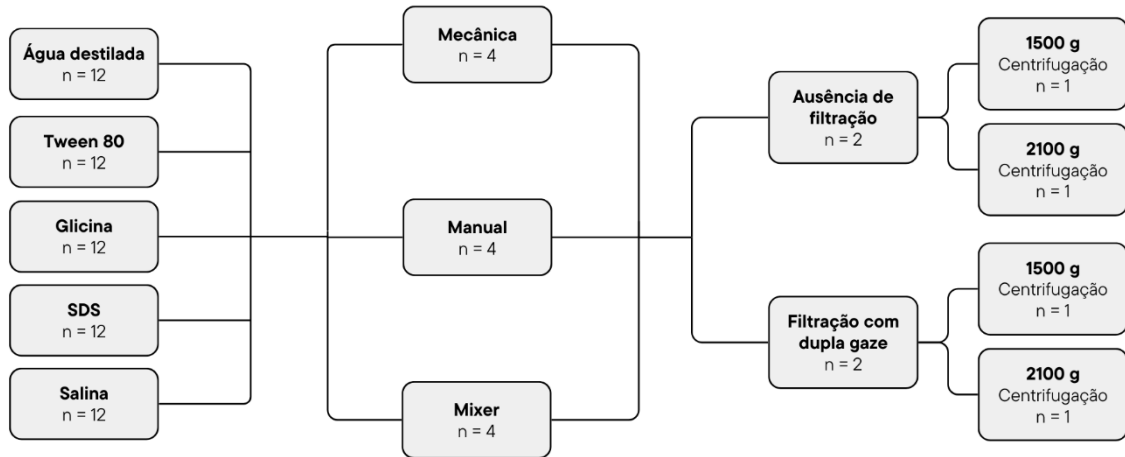 Água destilada
n = 12
Tween 80
n = 12
Glicina
n = 12
SDS
n = 12
Salina
n = 12
Mecânica
n = 4
Manual
n = 4
Mixer
n = 4
Ausência de
filtração
n = 2
Filtração com
dupla gaze
n = 2
1500 g
Centrifugação
n = 1
2100 g
Centrifugação
n = 1
1500 g
Centrifugação
n = 1
2100 g
Centrifugação
n = 1